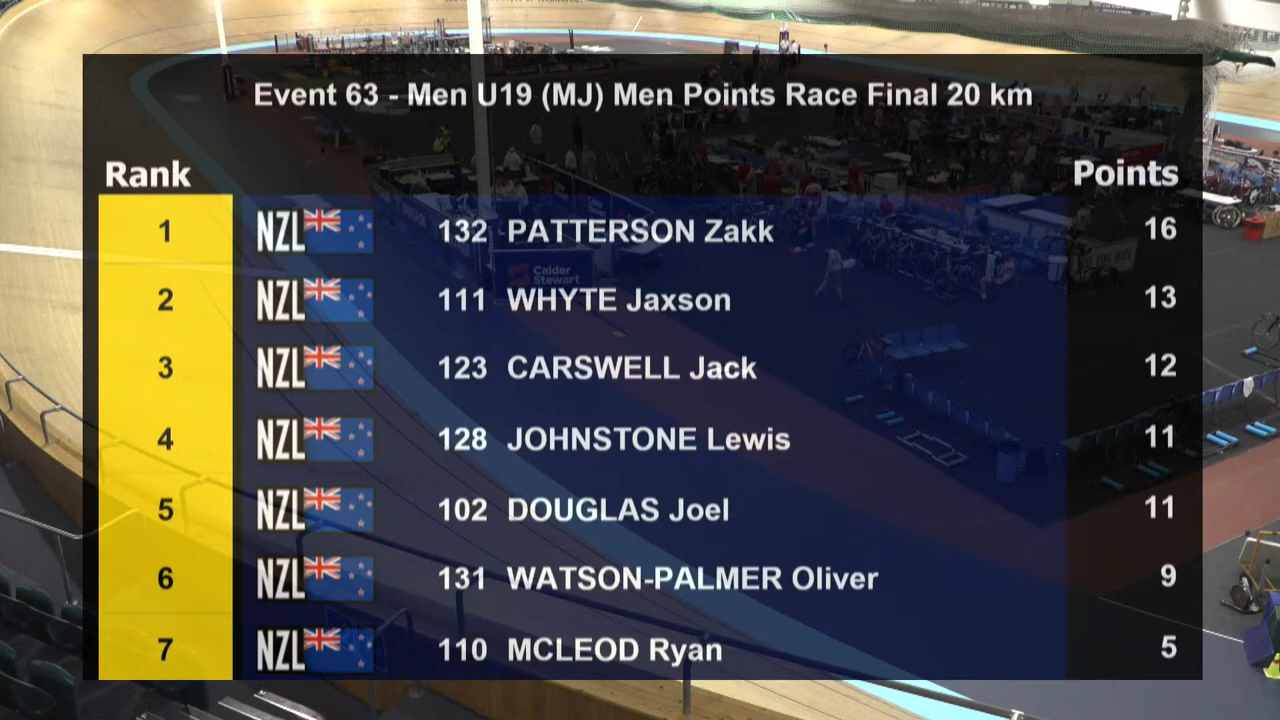 Event 63 - Men U19 (MJ) Men Points Race Final 20 km
Rank Points
1 NZL 132 PATTERSON Zakk 16
2 NZL 111 WHYTE Jaxson 13
Calder
Stewart
3 NZL 123 CARSWELL Jack 12
4 NZL 128 JOHNSTONE Lewis 11
5 NZL 102 DOUGLAS Joel 11
6 NZL 131 WATSON-PALMER Oliver 9
7 NZL 110 MCLEOD Ryan 5